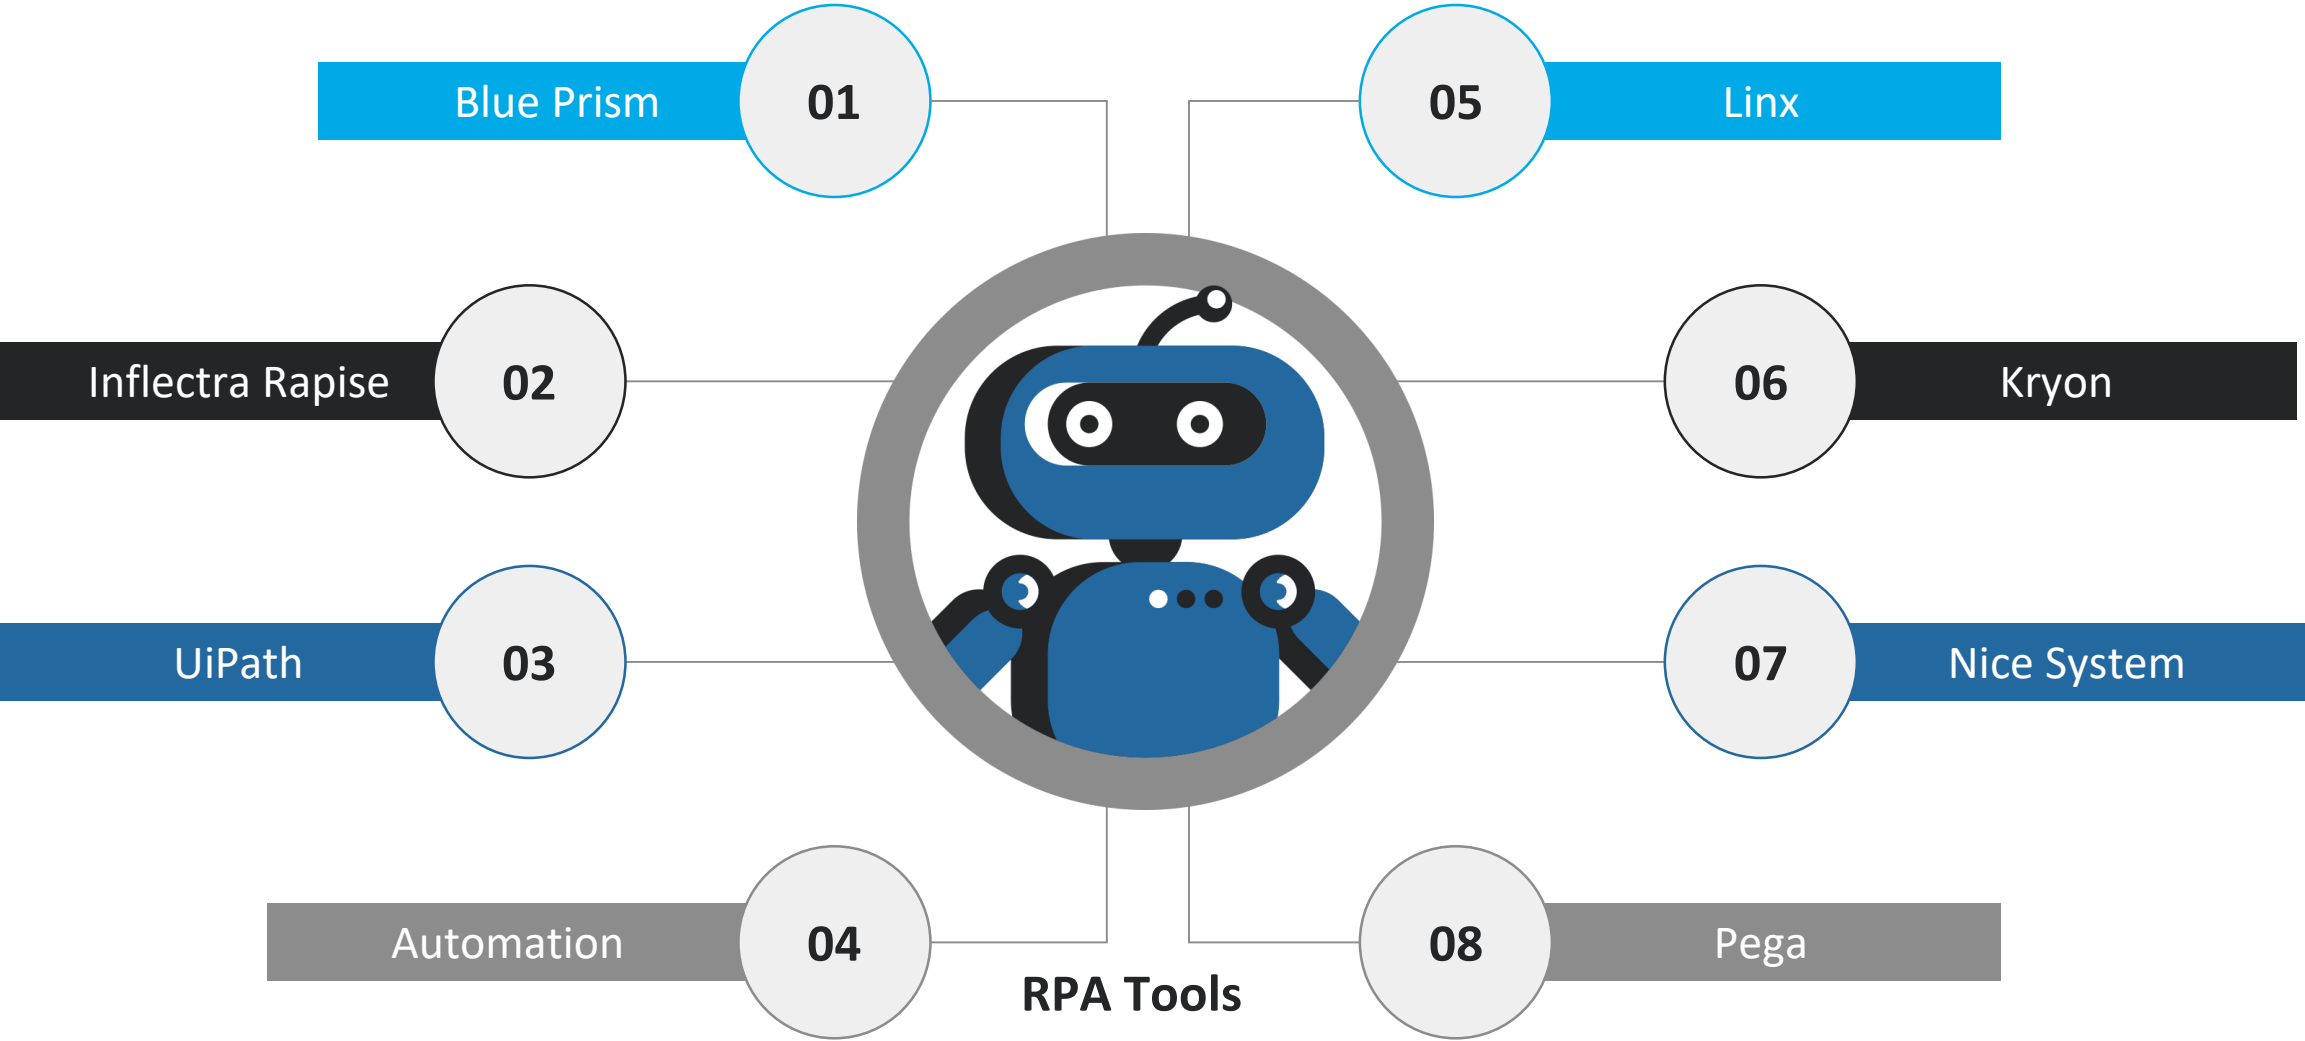 Blue Prism
01
Inflectra Rapise
02
UiPath
03
Automation
04
05
Linx
06
Kryon
07
Nice System
08
Pega
RPA Tools